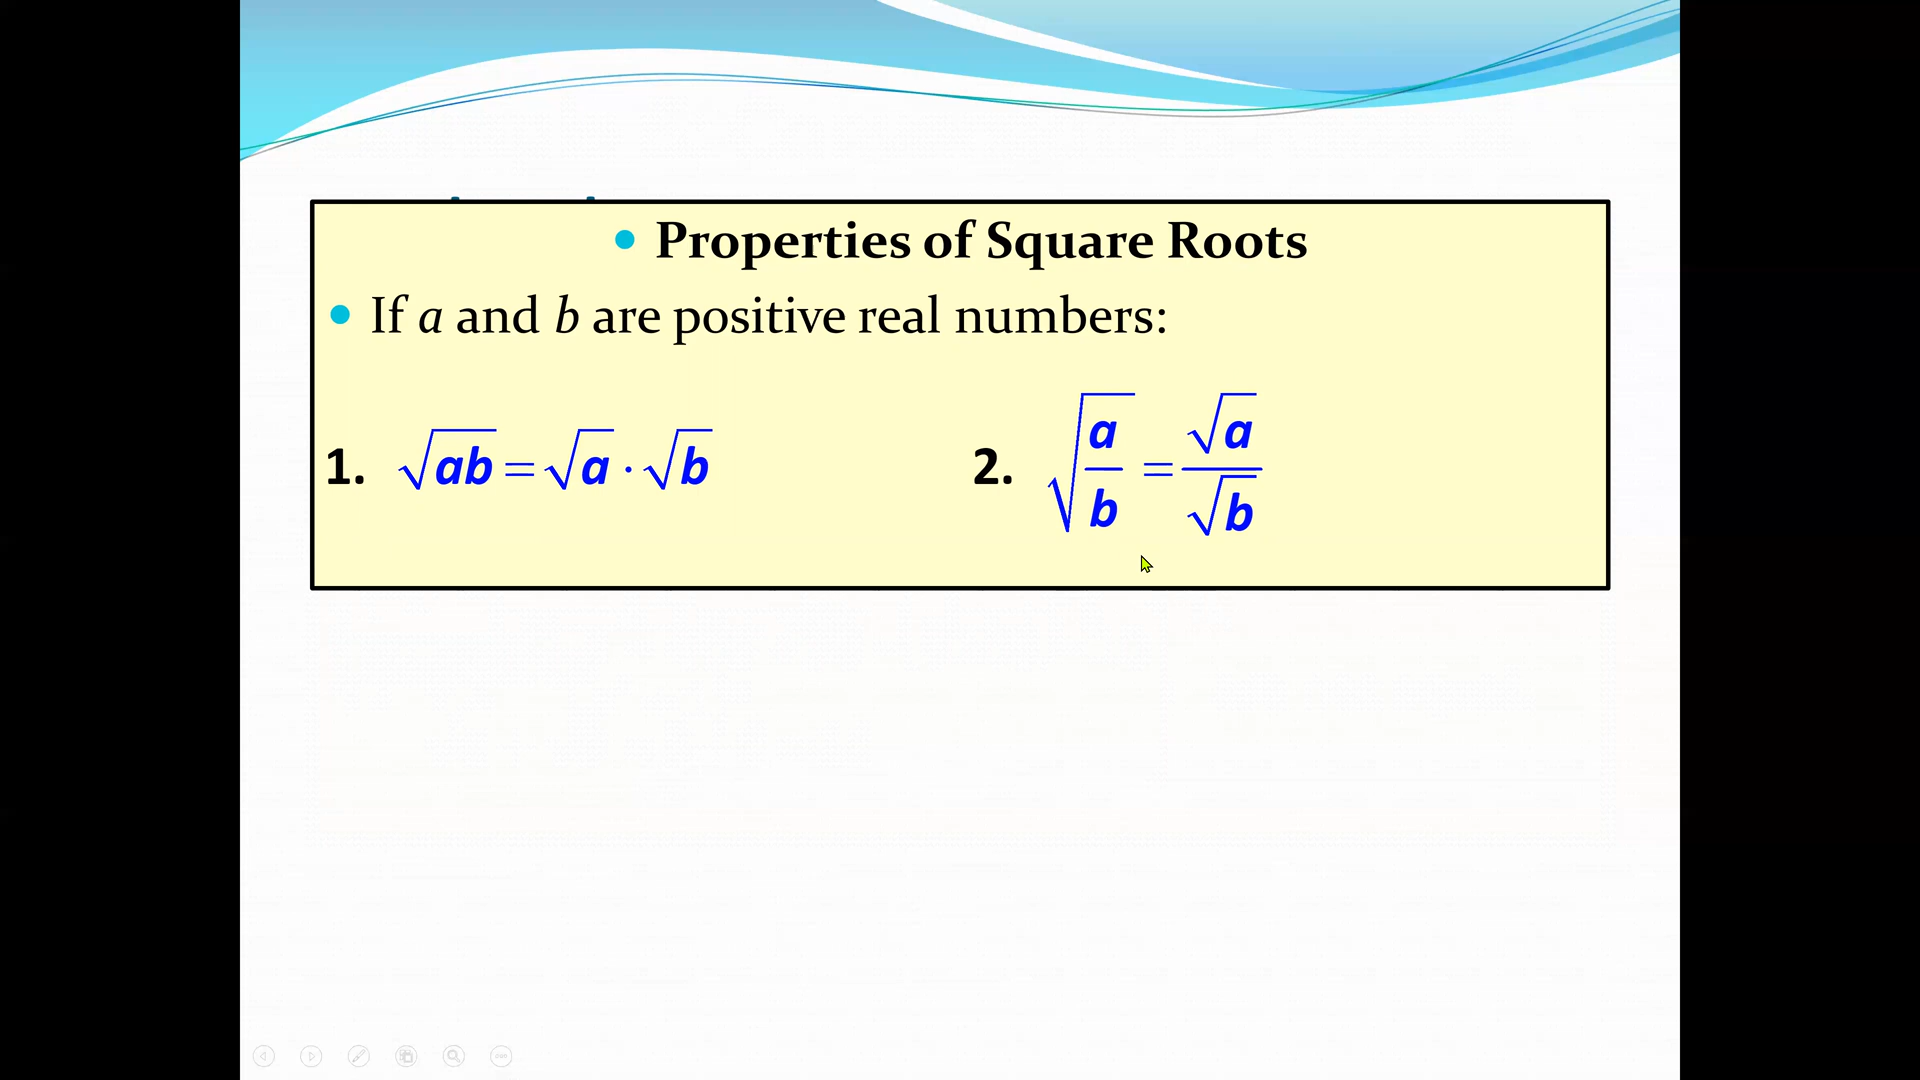 • Properties of Square Roots
• If a and b are positive real numbers:
1. √ab = √a · √b
2. √(a/b) = √a/√b